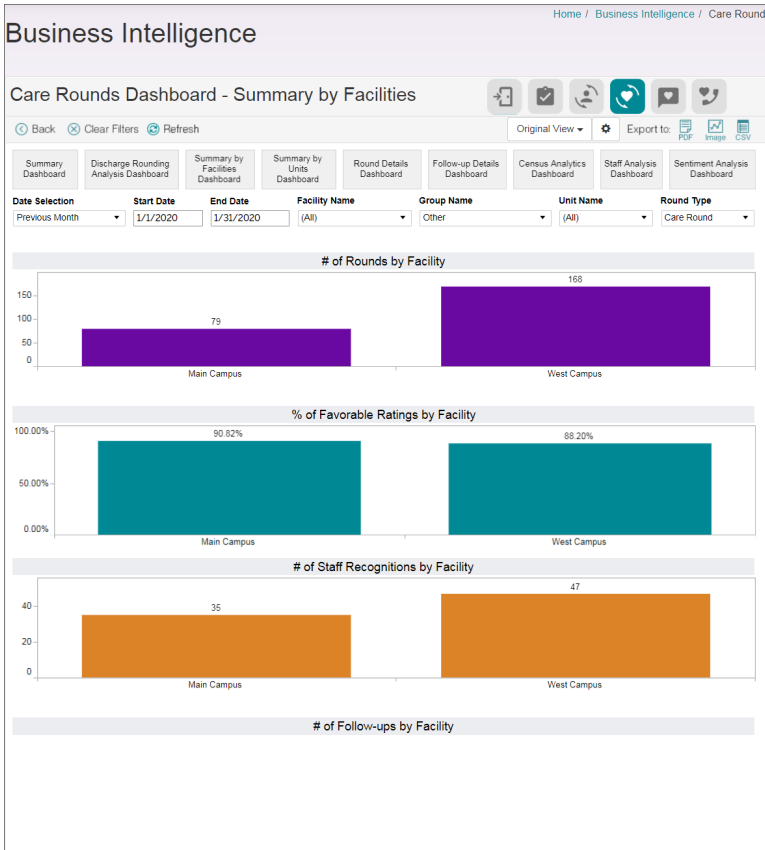 Home / Business Intelligence / Care Round
Business Intelligence
Care Rounds Dashboard - Summary by Facilities
Back Clear Filters Refresh Original View Export to: PDF Image CSV
Summary
Dashboard
Discharge Rounding
Analysis Dashboard
Summary by
Facilities
Dashboard
Summary by
Units
Dashboard
Round Details
Dashboard
Follow-up Details
Dashboard
Census Analytics
Dashboard
Staff Analysis
Dashboard
Sentiment Analysis
Dashboard
Date Selection Start Date End Date Facility Name Group Name Unit Name Round Type
Previous Month 1/1/2020 1/31/2020 (All) Other (All) Care Round
# of Rounds by Facility
168
150
100
79
50
0
Main Campus West Campus
% of Favorable Ratings by Facility
100.00%
90.82% 88.20%
50.00%
0.00%
Main Campus West Campus
# of Staff Recognitions by Facility
47
40
35
20
0
Main Campus West Campus
# of Follow-ups by Facility